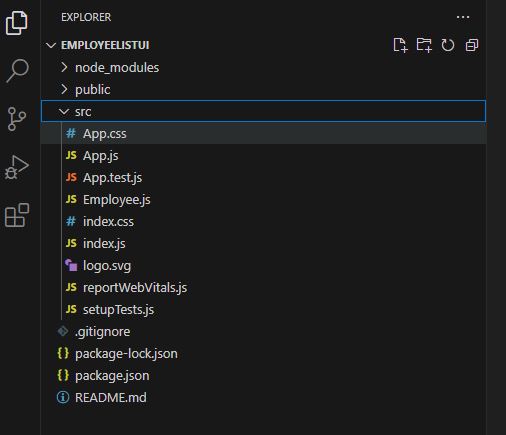 EXPLORER
EMPLOYEELISTUI
node_modules
public
src
# App.css
JS App.js
JS App.test.js
JS Employee.js
# index.css
JS index.js
logo.svg
JS reportWebVitals.js
JS setupTests.js
.gitignore
{} package-lock.json
{} package.json
README.md